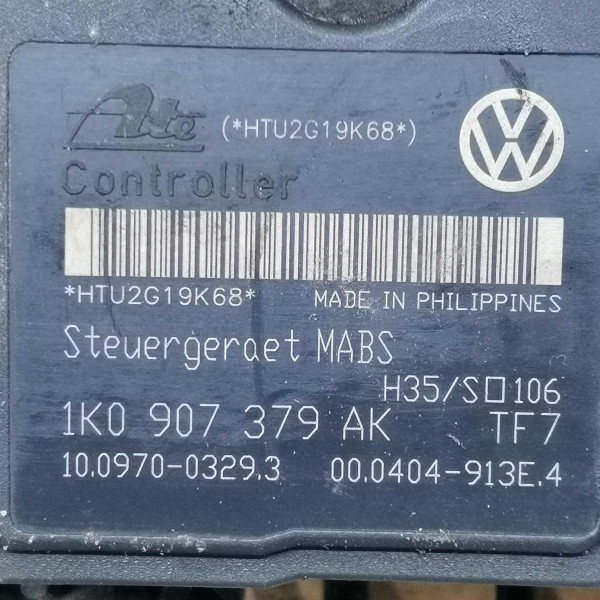 Ate (*HTU2G19K68*)
Controller
*HTU2G19K68* MADE IN PHILIPPINES
Steuergeraet MABS
H35/S□106
1K0 907 379 AK TF7
10.0970-0329.3 00.0404-913E.4